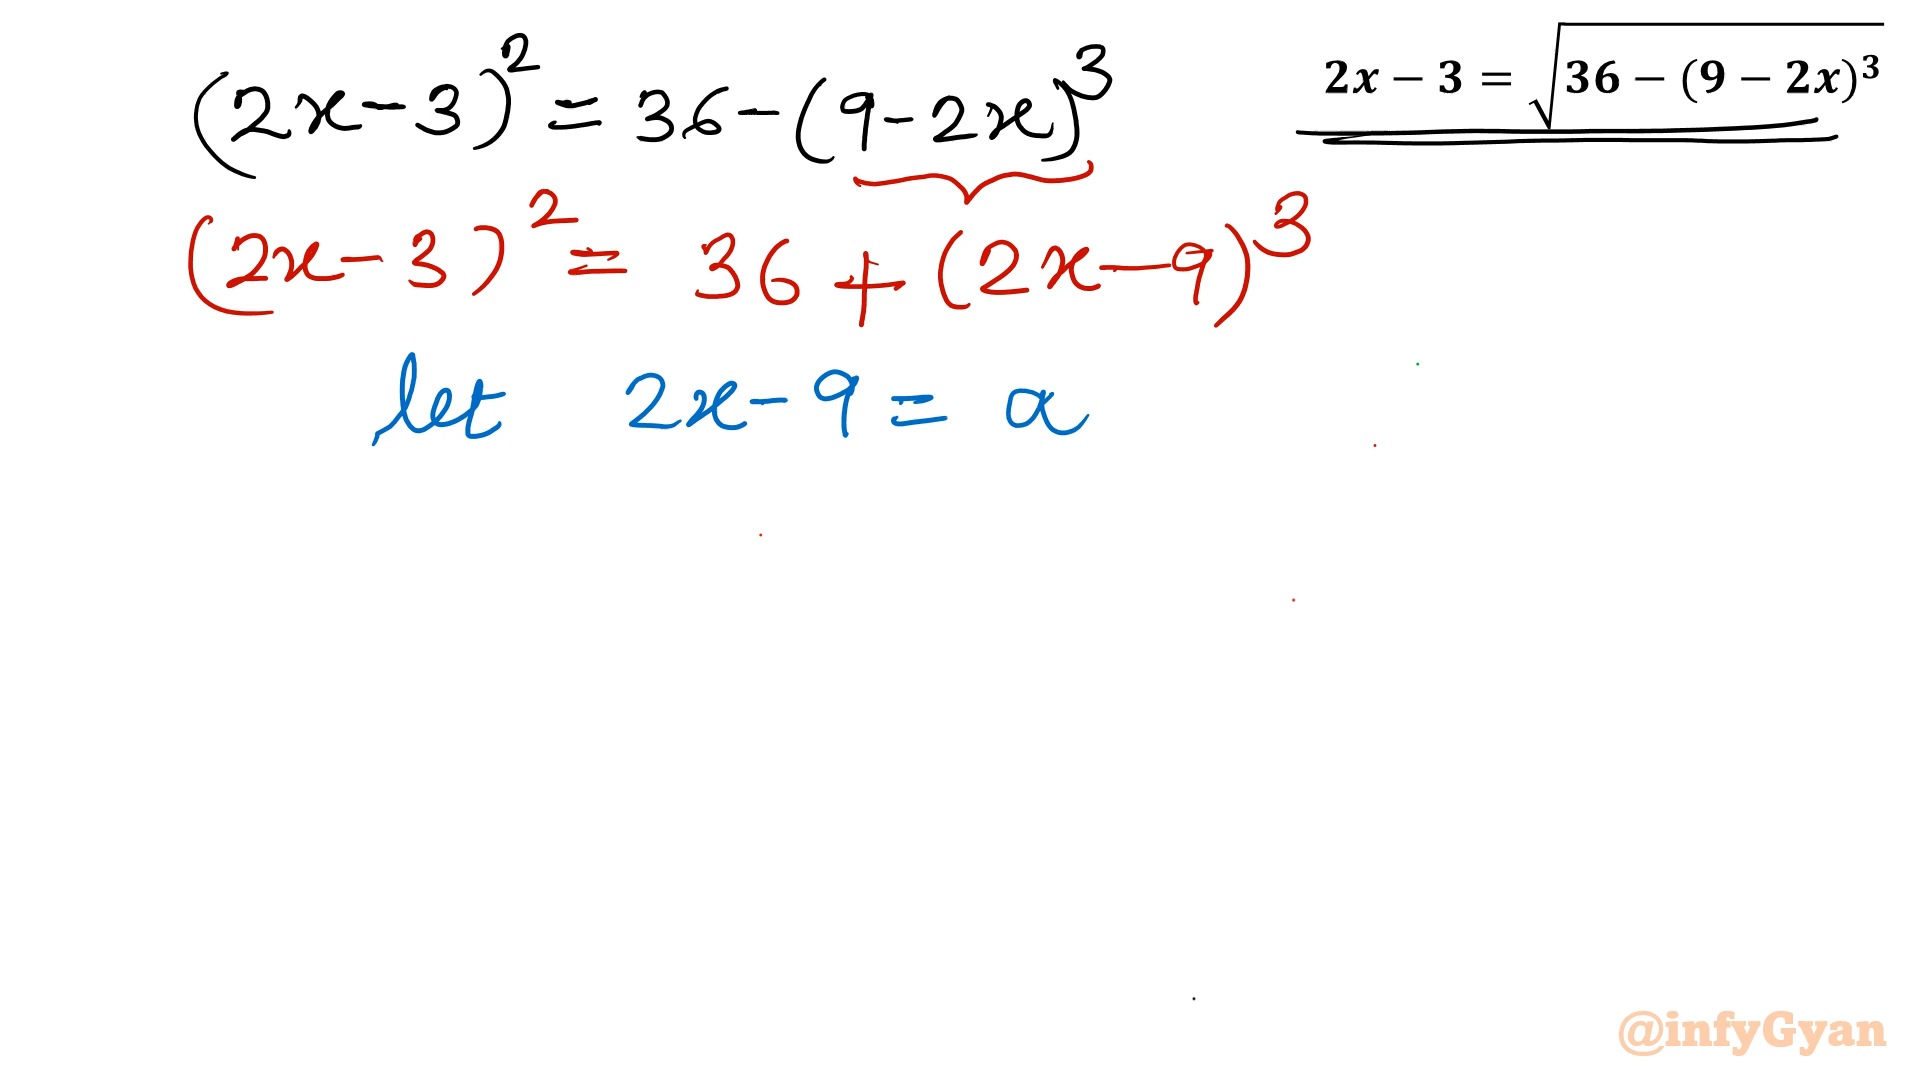 (2x-3)² = 36-(9-2x)³
2x − 3 = √36 − (9 − 2x)³
(2x-3)² = 36 + (2x-9)³
let 2x-9 = a
@infyGyan